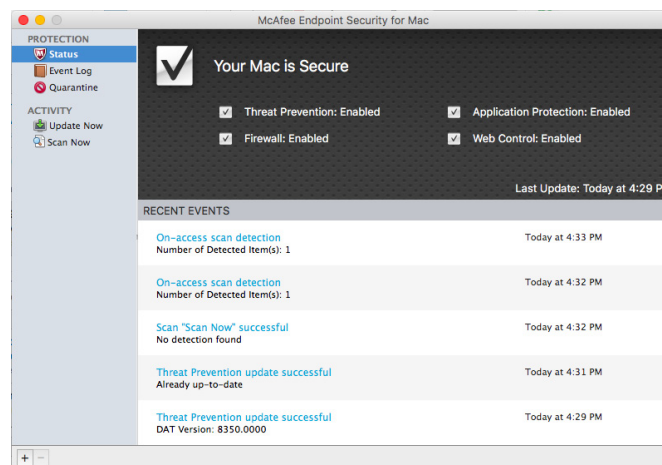 McAfee Endpoint Security for Mac
PROTECTION
Status
Event Log
Quarantine
ACTIVITY
Update Now
Scan Now
Your Mac is Secure
Threat Prevention: Enabled
Application Protection: Enabled
Firewall: Enabled
Web Control: Enabled
Last Update: Today at 4:29 P
RECENT EVENTS
On-access scan detection
Today at 4:33 PM
Number of Detected Item(s): 1
On-access scan detection
Today at 4:32 PM
Number of Detected Item(s): 1
Scan "Scan Now" successful
Today at 4:32 PM
No detection found
Threat Prevention update successful
Today at 4:31 PM
Already up-to-date
Threat Prevention update successful
Today at 4:29 PM
DAT Version: 8350.0000